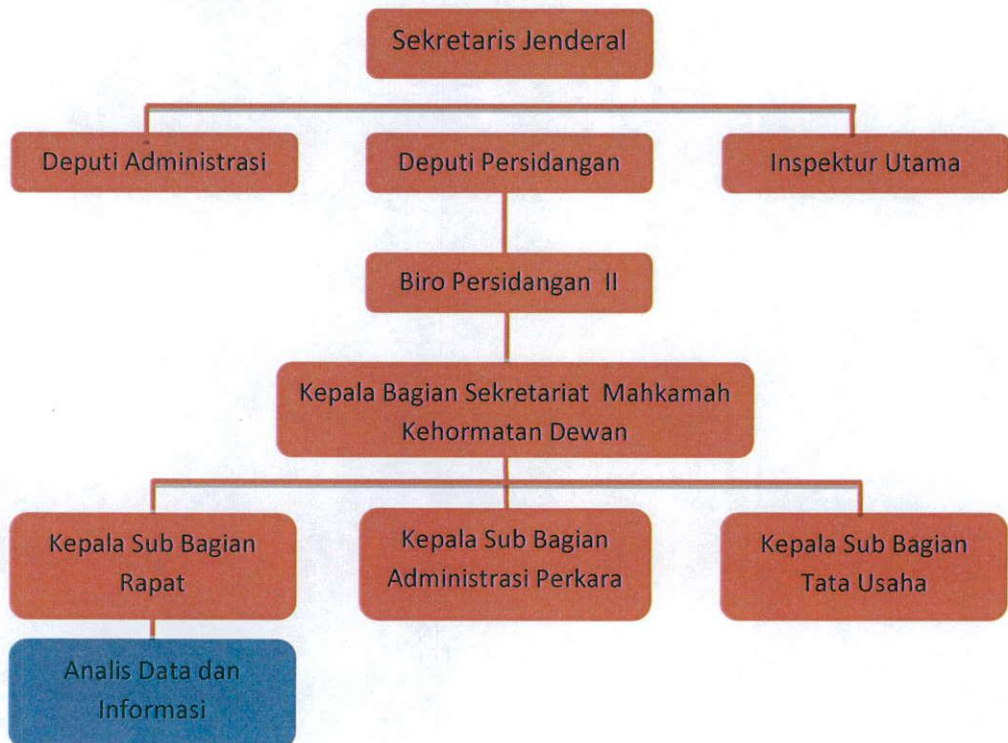 Sekretaris Jenderal
Deputi Administrasi
Deputi Persidangan
Inspektur Utama
Biro Persidangan II
Kepala Bagian Sekretariat Mahkamah
Kehormatan Dewan
Kepala Sub Bagian
Rapat
Kepala Sub Bagian
Administrasi Perkara
Kepala Sub Bagian
Tata Usaha
Analis Data dan
Informasi